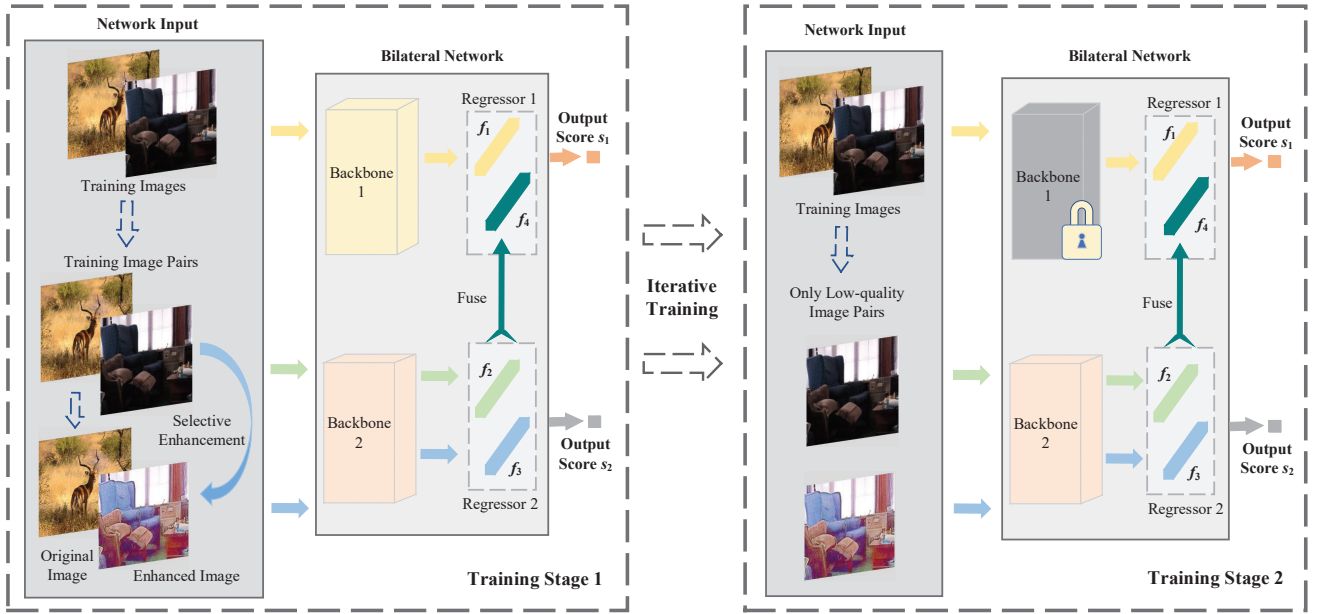 Network Input
Training Images
Training Image Pairs
Selective
Enhancement
Original
Image
Enhanced Image
Bilateral Network
Backbone
1
Regressor 1
f1
f4
Output
Score s1
Fuse
Backbone
2
f2
f3
Regressor 2
Output
Score s2
Training Stage 1
Iterative
Training
Network Input
Training Images
Only Low-quality
Image Pairs
Bilateral Network
Backbone
1
Regressor 1
f1
f4
Output
Score s1
Fuse
Backbone
2
f2
f3
Regressor 2
Output
Score s2
Training Stage 2